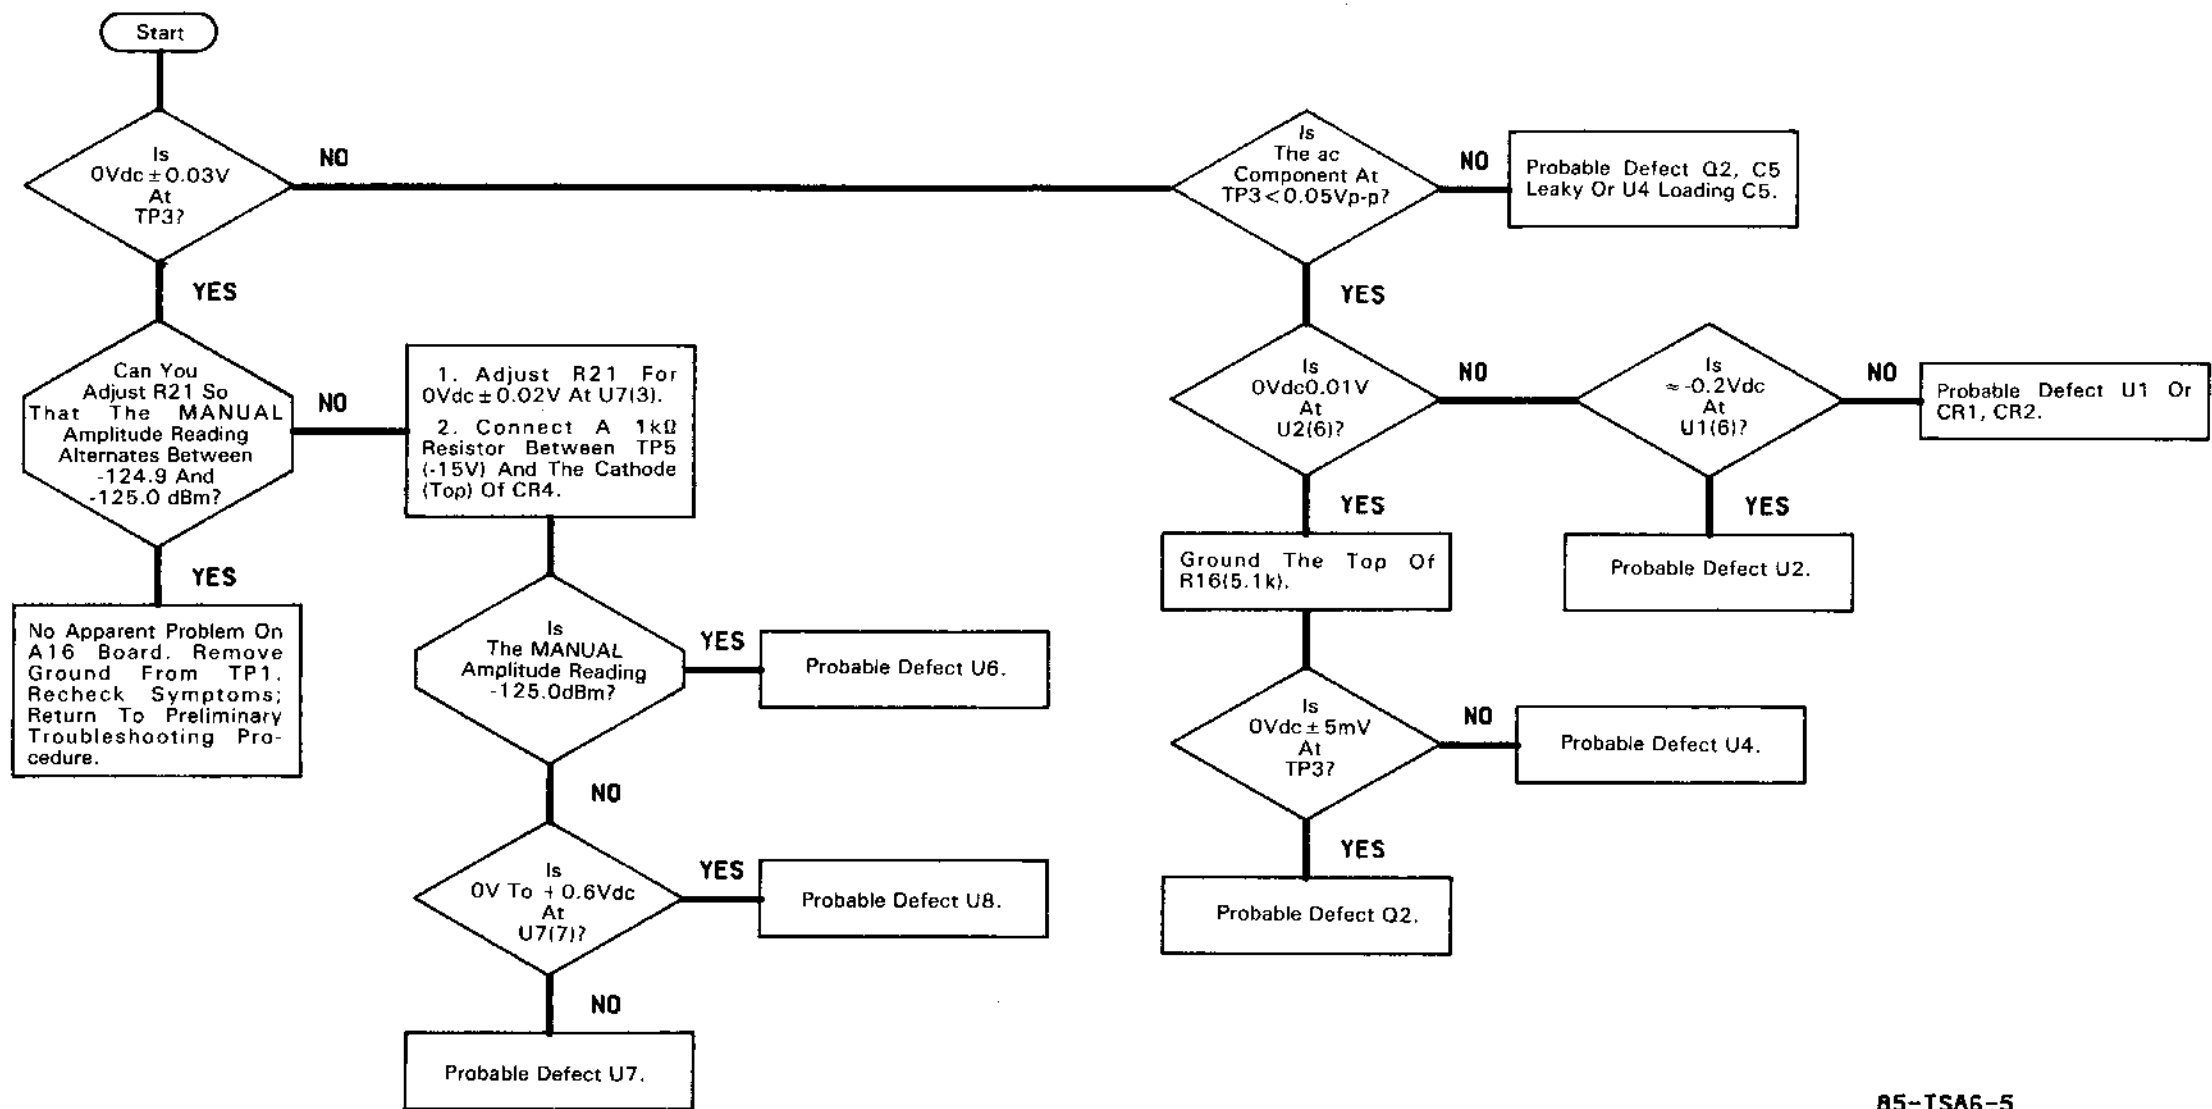 Start
Is
0Vdc ± 0.03V
At
TP3?
NO
YES
Can You
Adjust R21 So
That The MANUAL
Amplitude Reading
Alternates Between
-124.9 And
-125.0 dBm?
NO
YES
No Apparent Problem On
A16 Board. Remove
Ground From TP1.
Recheck Symptoms;
Return To Preliminary
Troubleshooting Pro-
cedure.
1. Adjust R21 For
0Vdc ± 0.02V At U7(3).
2. Connect A 1kΩ
Resistor Between TP5
(-15V) And The Cathode
(Top) Of CR4.
Is
The MANUAL
Amplitude Reading
-125.0dBm?
YES
Probable Defect U6.
NO
Is
0V To +0.6Vdc
At
U7(7)?
YES
Probable Defect U8.
NO
Probable Defect U7.
Is
The ac
Component At
TP3<0.05Vp-p?
NO
Probable Defect Q2, C5
Leaky Or U4 Loading C5.
YES
Is
0Vdc0.01V
At
U2(6)?
NO
Is
≈-0.2Vdc
At
U1(6)?
NO
Probable Defect U1 Or
CR1, CR2.
YES
Probable Defect U2.
YES
Ground The Top Of
R16(5.1k).
Is
0Vdc ± 5mV
At
TP3?
NO
Probable Defect U4.
YES
Probable Defect Q2.
85-TSA6-5